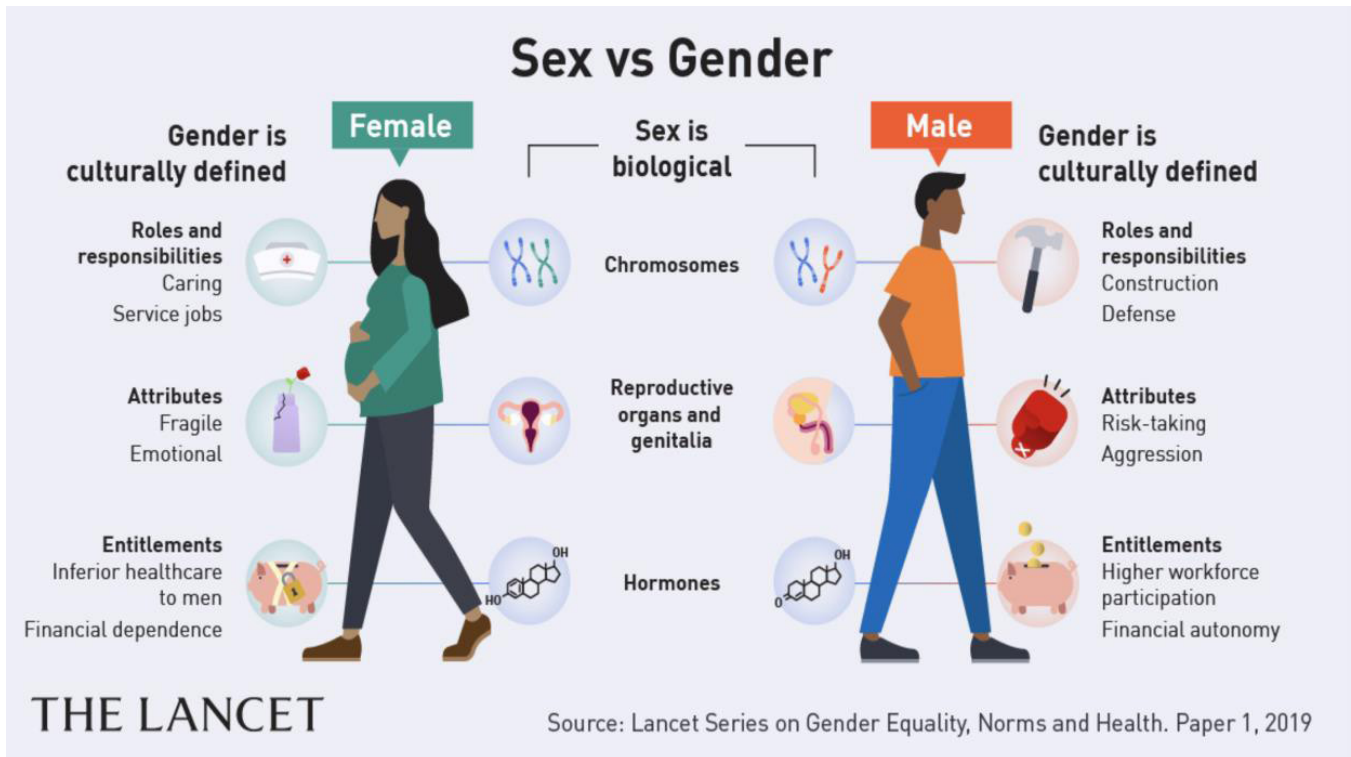 Sex vs Gender
Gender is
culturally defined
Female
Sex is
biological
Male
Gender is
culturally defined
Roles and
responsibilities
Caring
Service jobs
Attributes
Fragile
Emotional
Entitlements
Inferior healthcare
to men
Financial dependence
Chromosomes
Reproductive
organs and
genitalia
Hormones
OH
HO
OH
O
Roles and
responsibilities
Construction
Defense
Attributes
Risk-taking
Aggression
Entitlements
Higher workforce
participation
Financial autonomy
THE LANCET
Source: Lancet Series on Gender Equality, Norms and Health. Paper 1, 2019